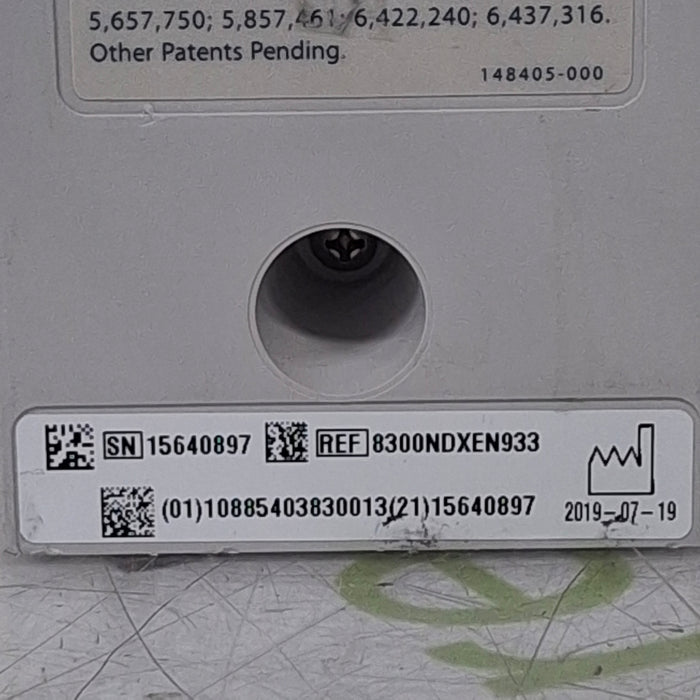 5,657,750; 5,857,461; 6,422,240; 6,437,316.
Other Patents Pending.
148405-000
SN 15640897 REF 8300NDXEN933
(01)10885403830013(21)15640897
2019-07-19